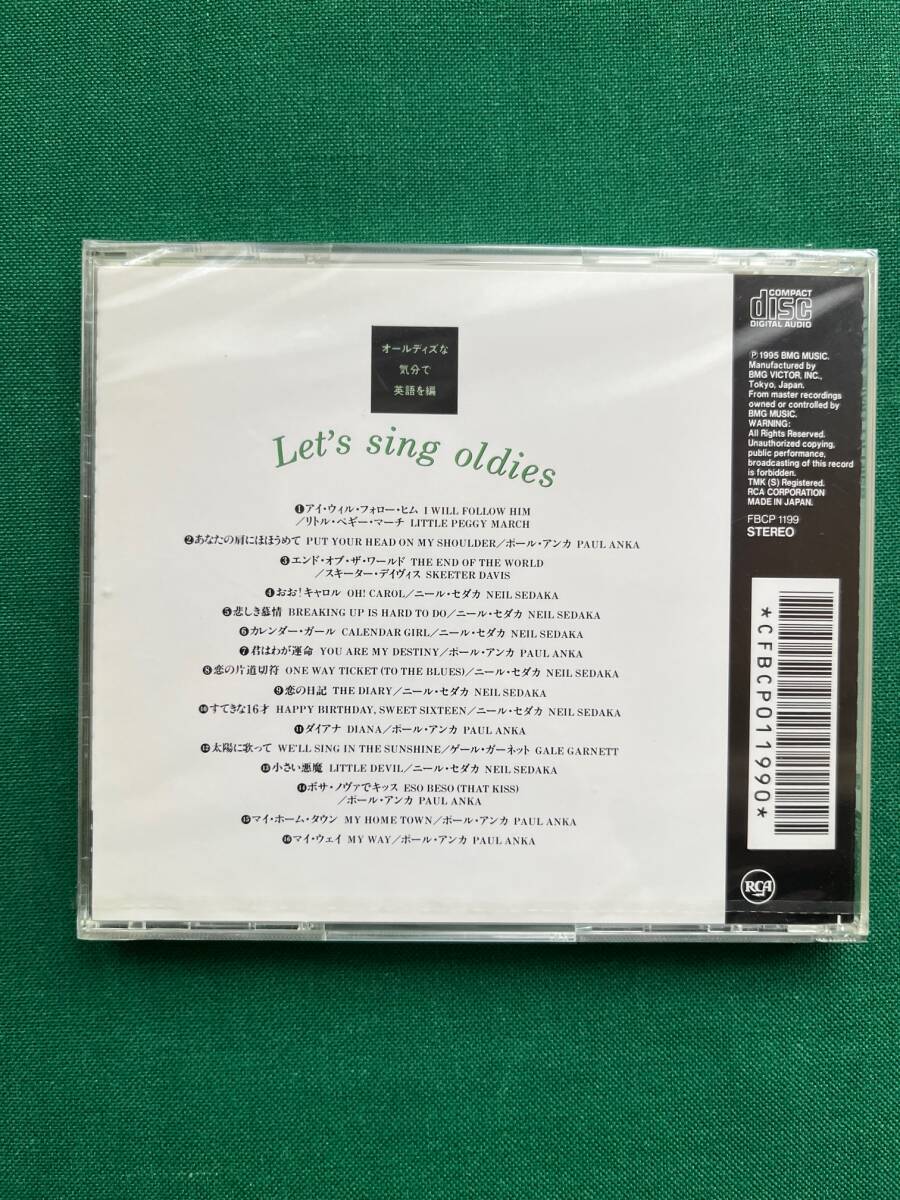 オールディズな
気分で
英語を編
Let's sing oldies
❶アイ・ウィル・フォロー・ヒム I WILL FOLLOW HIM
／リトル・ペギー・マーチ LITTLE PEGGY MARCH
❷あなたの肩にほほうめて PUT YOUR HEAD ON MY SHOULDER／ポール・アンカ PAUL ANKA
❸エンド・オブ・ザ・ワールド THE END OF THE WORLD
／スキーター・デイヴィス SKEETER DAVIS
❹おお！キャロル OH! CAROL／ニール・セダカ NEIL SEDAKA
❺悲しき慕情 BREAKING UP IS HARD TO DO／ニール・セダカ NEIL SEDAKA
❻カレンダー・ガール CALENDAR GIRL／ニール・セダカ NEIL SEDAKA
❼君はわが運命 YOU ARE MY DESTINY／ポール・アンカ PAUL ANKA
❽恋の片道切符 ONE WAY TICKET (TO THE BLUES)／ニール・セダカ NEIL SEDAKA
❾恋の日記 THE DIARY／ニール・セダカ NEIL SEDAKA
❿すてきな16才 HAPPY BIRTHDAY, SWEET SIXTEEN／ニール・セダカ NEIL SEDAKA
⓫ダイアナ DIANA／ポール・アンカ PAUL ANKA
⓬太陽に歌って WE'LL SING IN THE SUNSHINE／ゲール・ガーネット GALE GARNETT
⓭小さい悪魔 LITTLE DEVIL／ニール・セダカ NEIL SEDAKA
⓮ボサ・ノヴァでキッス ESO BESO (THAT KISS)
／ポール・アンカ PAUL ANKA
⓯マイ・ホーム・タウン MY HOME TOWN／ポール・アンカ PAUL ANKA
⓰マイ・ウェイ MY WAY／ポール・アンカ PAUL ANKA
COMPACT
disc
DIGITAL AUDIO
℗ 1995 BMG MUSIC.
Manufactured by
BMG VICTOR, INC.,
Tokyo, Japan.
From master recordings
owned or controlled by
BMG MUSIC.
WARNING:
All Rights Reserved.
Unauthorized copying,
public performance,
broadcasting of this record
is forbidden.
TMK (S) Registered.
RCA CORPORATION
MADE IN JAPAN.
FBCP 1199
STEREO
*CFBCP011990*
RCA